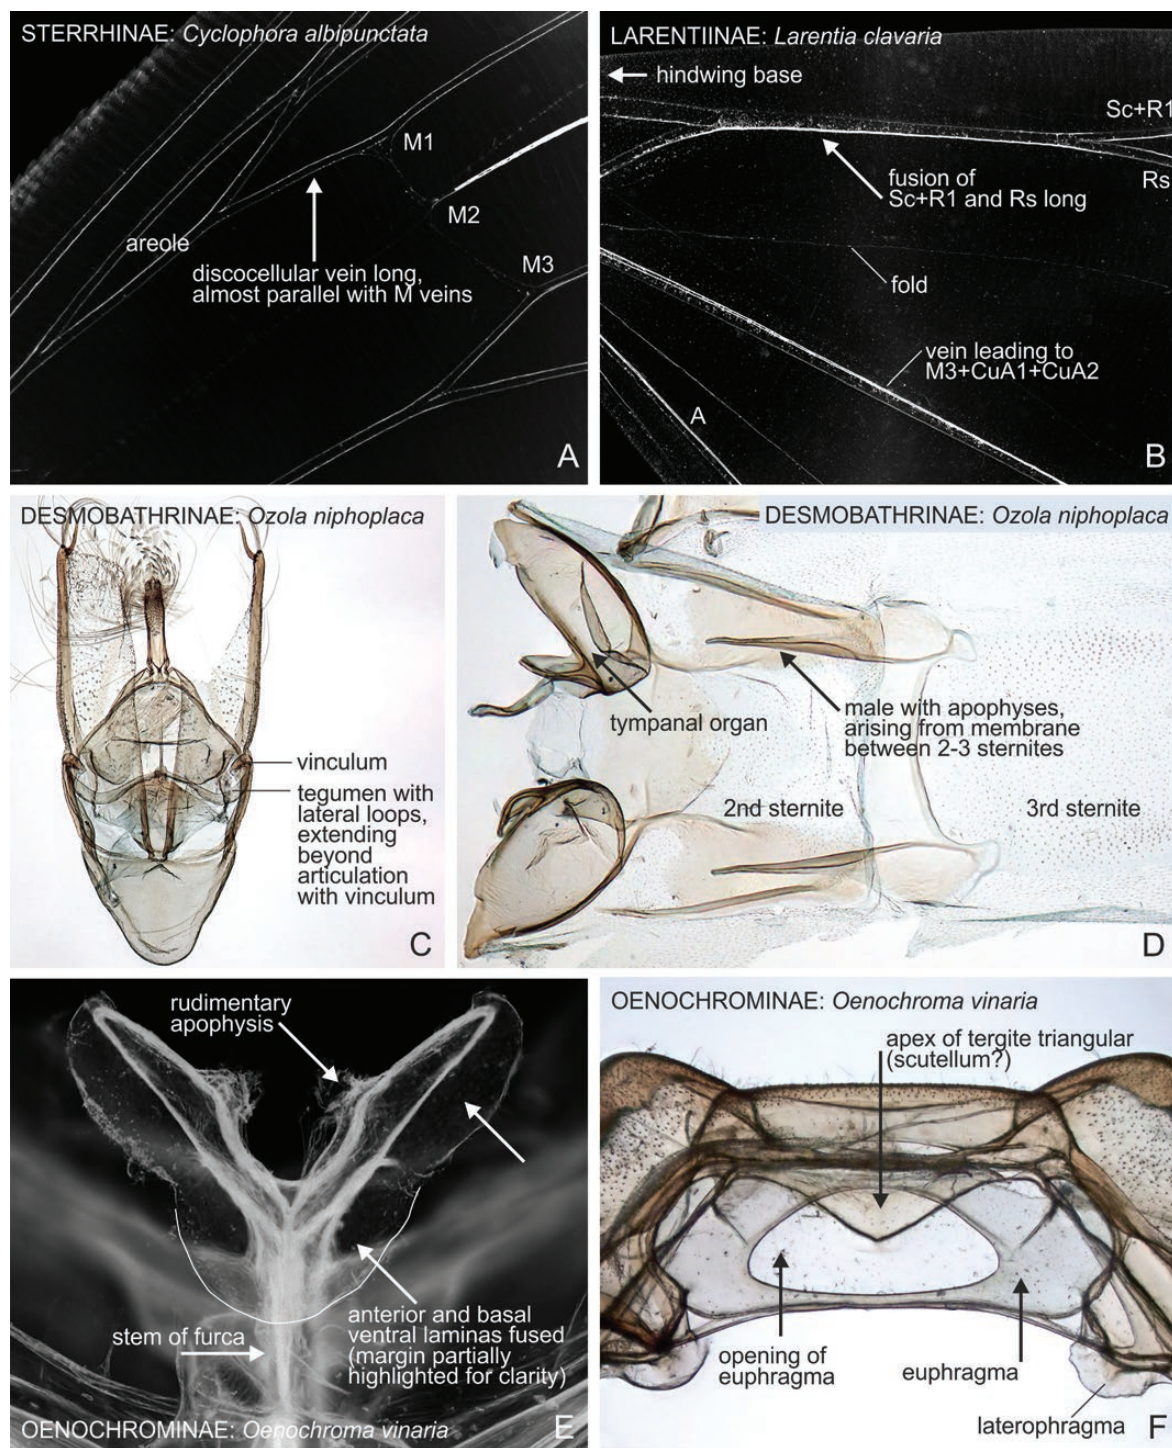 STERRHINAE: Cyclophora albipunctata
M1
M2
areole
M3
discocellular vein long,
almost parallel with M veins
A
LARENTIINAE: Larentia clavaria
hindwing base
Sc+R1
fusion of
Sc+R1 and Rs long
Rs
fold
vein leading to
M3+CuA1+CuA2
A
B
DESMOBATHRINAE: Ozola niphoplaca
vinculum
tegumen with
lateral loops,
extending
beyond
articulation
with vinculum
C
DESMOBATHRINAE: Ozola niphoplaca
tympanal organ
male with apophyses,
arising from membrane
between 2-3 sternites
2nd sternite
3rd sternite
D
rudimentary
apophysis
stem of furca
anterior and basal
ventral laminas fused
(margin partially
highlighted for clarity)
OENOCHROMINAE: Oenochroma vinaria
E
OENOCHROMINAE: Oenochroma vinaria
apex of tergite triangular
(scutellum?)
opening of
euphragma
euphragma
laterophragma
F